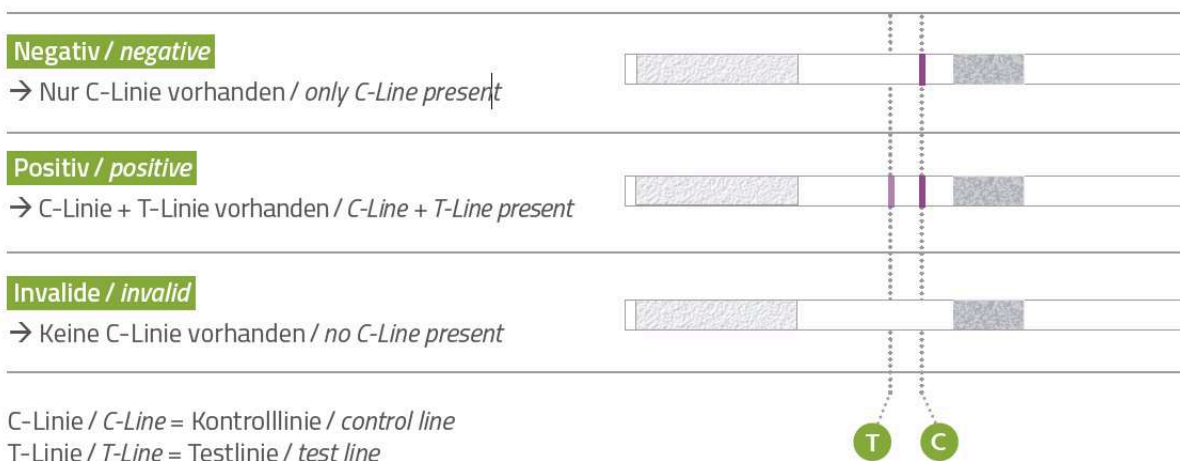 Negativ / negative
→ Nur C-Linie vorhanden / only C-Line present
Positiv / positive
→ C-Linie + T-Linie vorhanden / C-Line + T-Line present
Invalide / invalid
→ Keine C-Linie vorhanden / no C-Line present
C-Linie / C-Line = Kontrolllinie / control line
T-Linie / T-Line = Testlinie / test line
T C